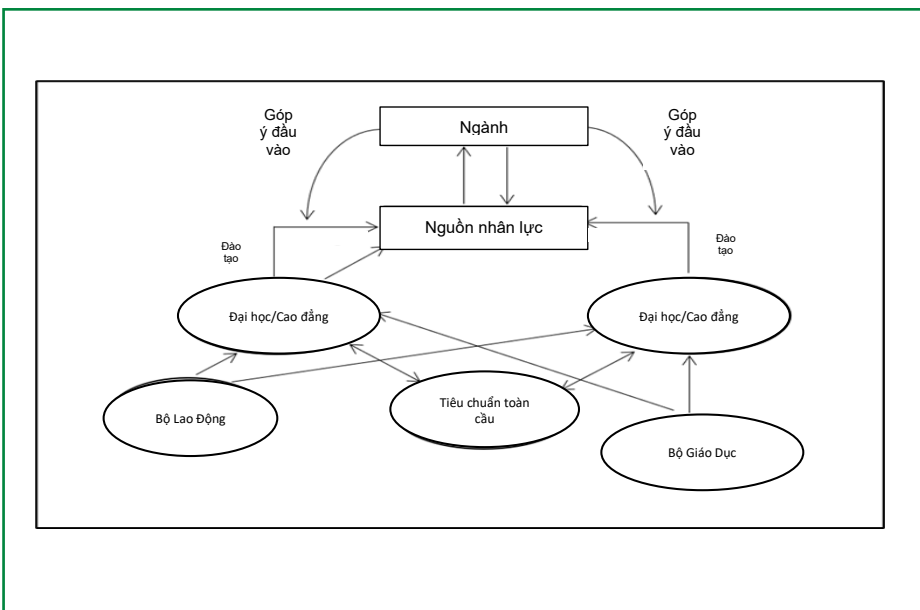 Góp
ý đầu
vào
Ngành
Góp
ý đầu
vào
Nguồn nhân lực
Đào
tạo
Đào
tạo
Đại học/Cao đẳng
Đại học/Cao đẳng
Tiêu chuẩn toàn
cầu
Bộ Lao Động
Bộ Giáo Dục